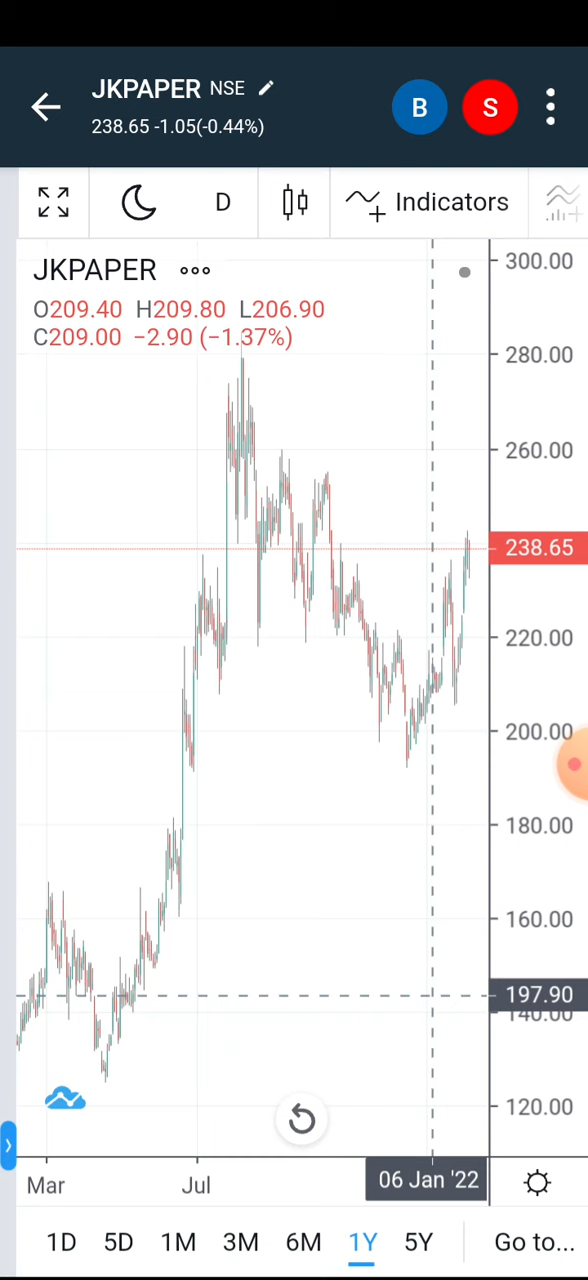 JKPAPER NSE
B S
238.65 -1.05(-0.44%)
D Indicators
JKPAPER
O209.40 H209.80 L206.90
C209.00 −2.90 (−1.37%)
300.00
280.00
260.00
238.65
220.00
200.00
180.00
160.00
197.90
140.00
120.00
Mar Jul 06 Jan '22
1D 5D 1M 3M 6M 1Y 5Y Go to...